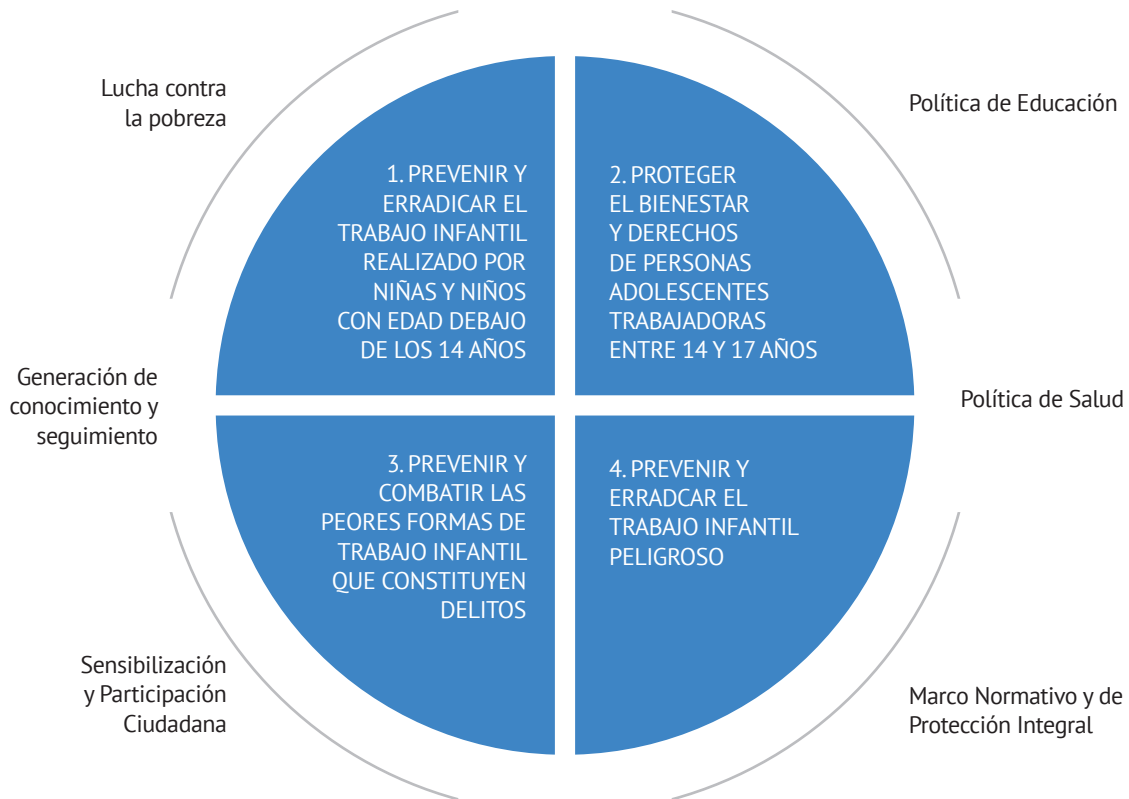 Lucha contra
la pobreza
Política de Educación
1. PREVENIR Y
ERRADICAR EL
TRABAJO INFANTIL
REALIZADO POR
NIÑAS Y NIÑOS
CON EDAD DEBAJO
DE LOS 14 AÑOS
2. PROTEGER
EL BIENESTAR
Y DERECHOS
DE PERSONAS
ADOLESCENTES
TRABAJADORAS
ENTRE 14 Y 17 AÑOS
Generación de
conocimiento y
seguimiento
Política de Salud
3. PREVENIR Y
COMBATIR LAS
PEORES FORMAS DE
TRABAJO INFANTIL
QUE CONSTITUYEN
DELITOS
4. PREVENIR Y
ERRADCAR EL
TRABAJO INFANTIL
PELIGROSO
Sensibilización
y Participación
Ciudadana
Marco Normativo y de
Protección Integral